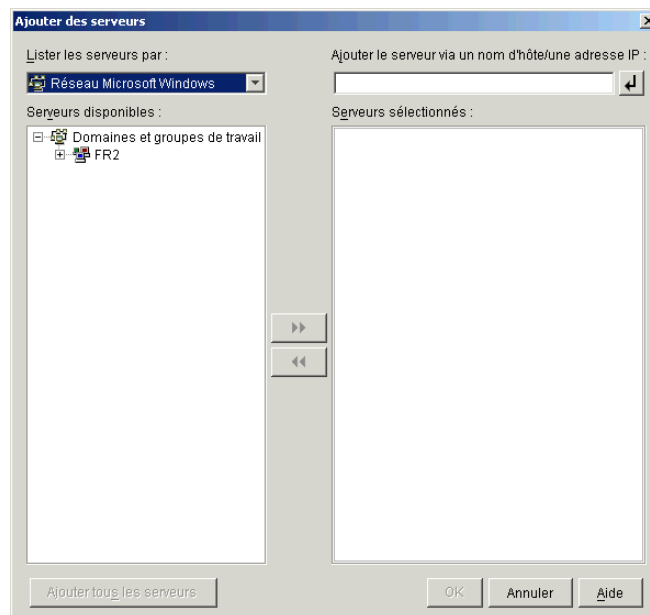 Ajouter des serveurs
Lister les serveurs par :
Réseau Microsoft Windows
Serveurs disponibles :
Domaines et groupes de travail
FR2
Ajouter le serveur via un nom d'hôte/une adresse IP :
Serveurs sélectionnés :
Ajouter tous les serveurs
OK
Annuler
Aide